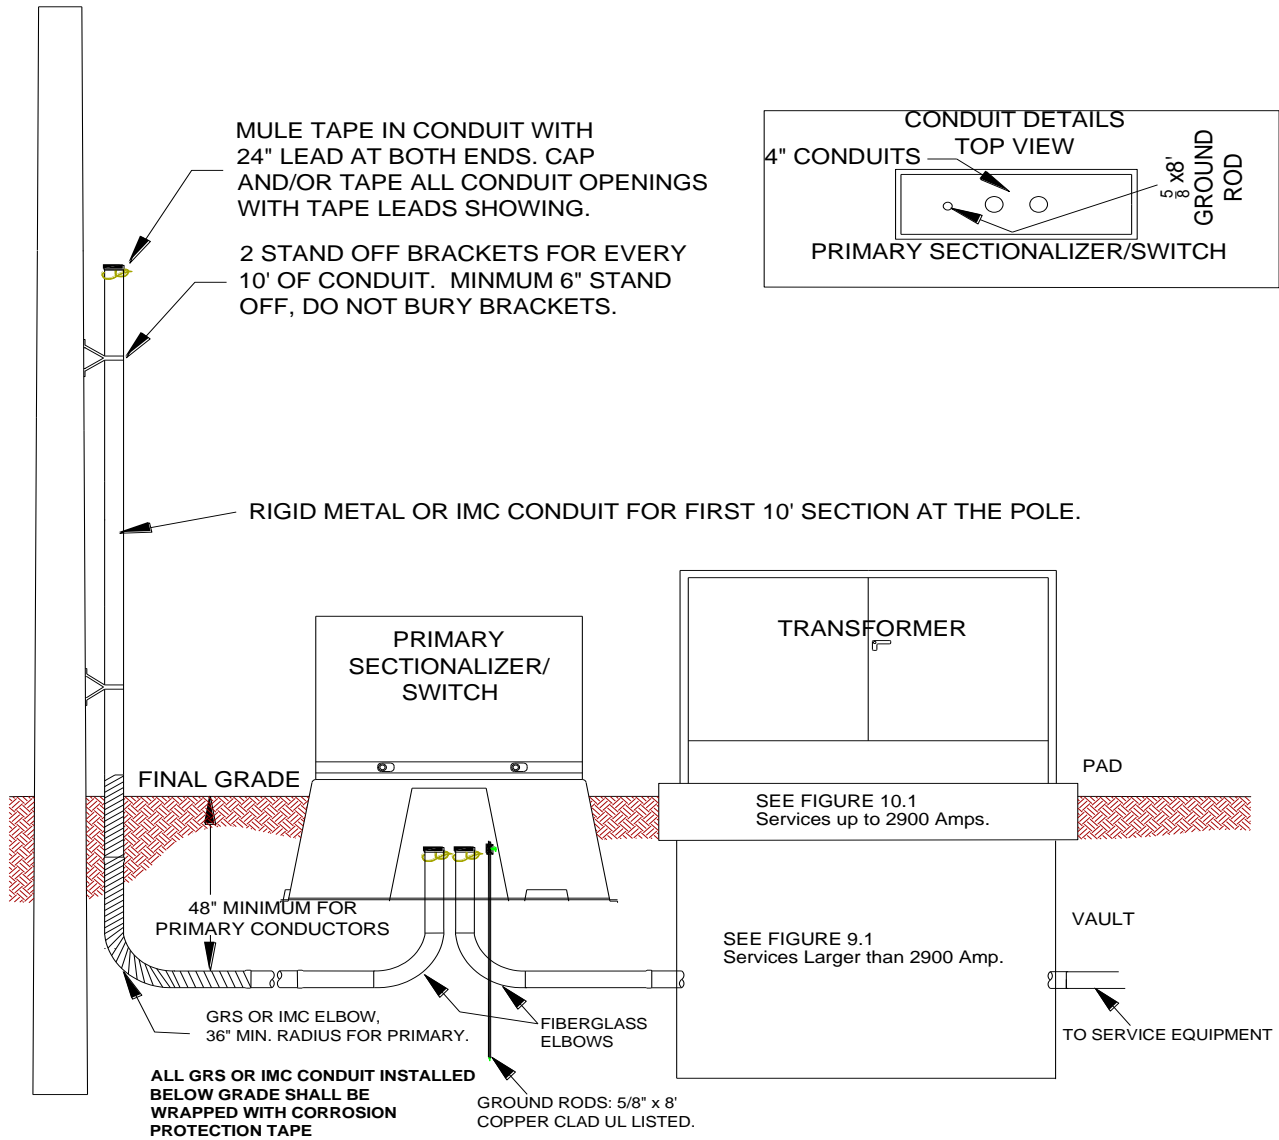 MULE TAPE IN CONDUIT WITH
24" LEAD AT BOTH ENDS. CAP
AND/OR TAPE ALL CONDUIT OPENINGS
WITH TAPE LEADS SHOWING.
2 STAND OFF BRACKETS FOR EVERY
10' OF CONDUIT. MINMUM 6" STAND
OFF, DO NOT BURY BRACKETS.
CONDUIT DETAILS
TOP VIEW
4" CONDUITS
5/8 x8'
GROUND
ROD
PRIMARY SECTIONALIZER/SWITCH
RIGID METAL OR IMC CONDUIT FOR FIRST 10' SECTION AT THE POLE.
PRIMARY
SECTIONALIZER/
SWITCH
TRANSFORMER
FINAL GRADE
PAD
SEE FIGURE 10.1
Services up to 2900 Amps.
48" MINIMUM FOR
PRIMARY CONDUCTORS
VAULT
SEE FIGURE 9.1
Services Larger than 2900 Amp.
GRS OR IMC ELBOW,
36" MIN. RADIUS FOR PRIMARY.
FIBERGLASS
ELBOWS
TO SERVICE EQUIPMENT
ALL GRS OR IMC CONDUIT INSTALLED
BELOW GRADE SHALL BE
WRAPPED WITH CORROSION
PROTECTION TAPE
GROUND RODS: 5/8" x 8'
COPPER CLAD UL LISTED.